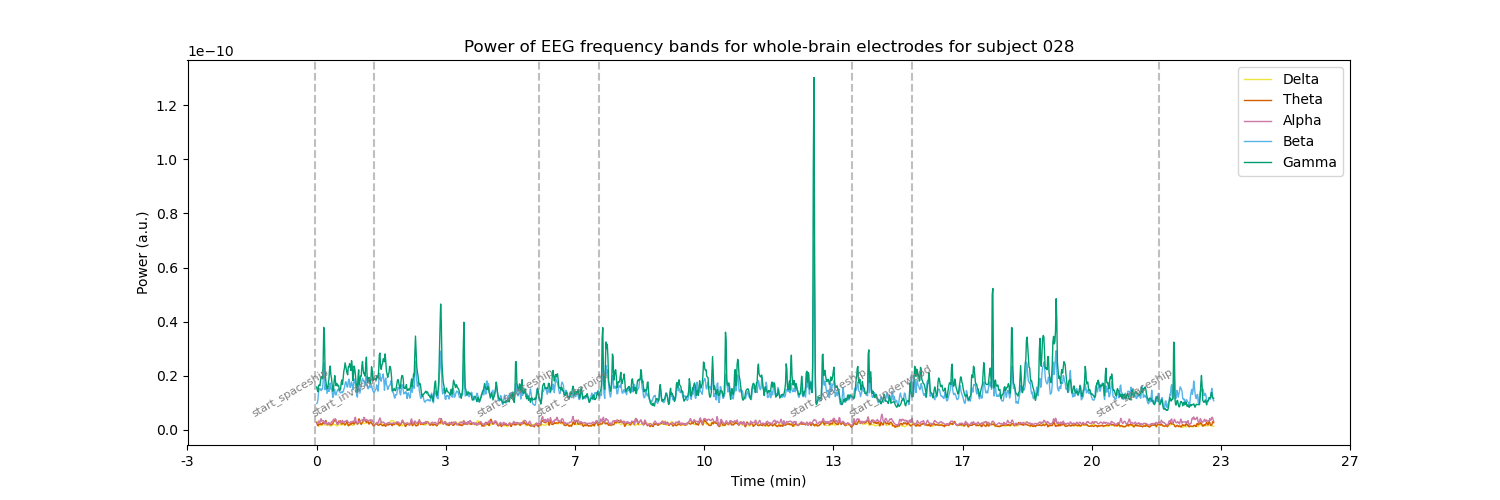 Power of EEG frequency bands for whole-brain electrodes for subject 028
1e−10
Delta
Theta
Alpha
Beta
Gamma
1.2
1.0
0.8
0.6
0.4
0.2
0.0
Power (a.u.)
start_spaceship
start_spaceship
start_spaceship
start_spaceship
-3
0
3
7
10
13
17
20
23
27
Time (min)